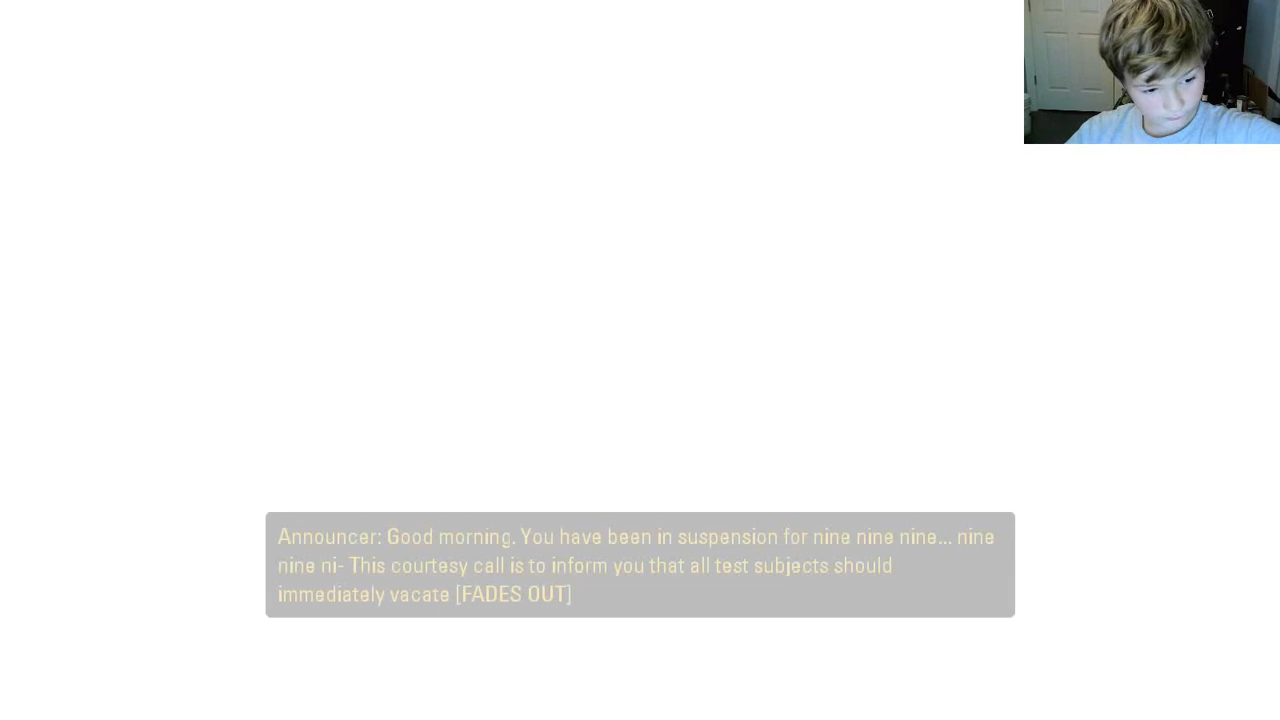 Announcer: Good morning. You have been in suspension for nine nine nine... nine
nine ni- This courtesy call is to inform you that all test subjects should
immediately vacate [FADES OUT]